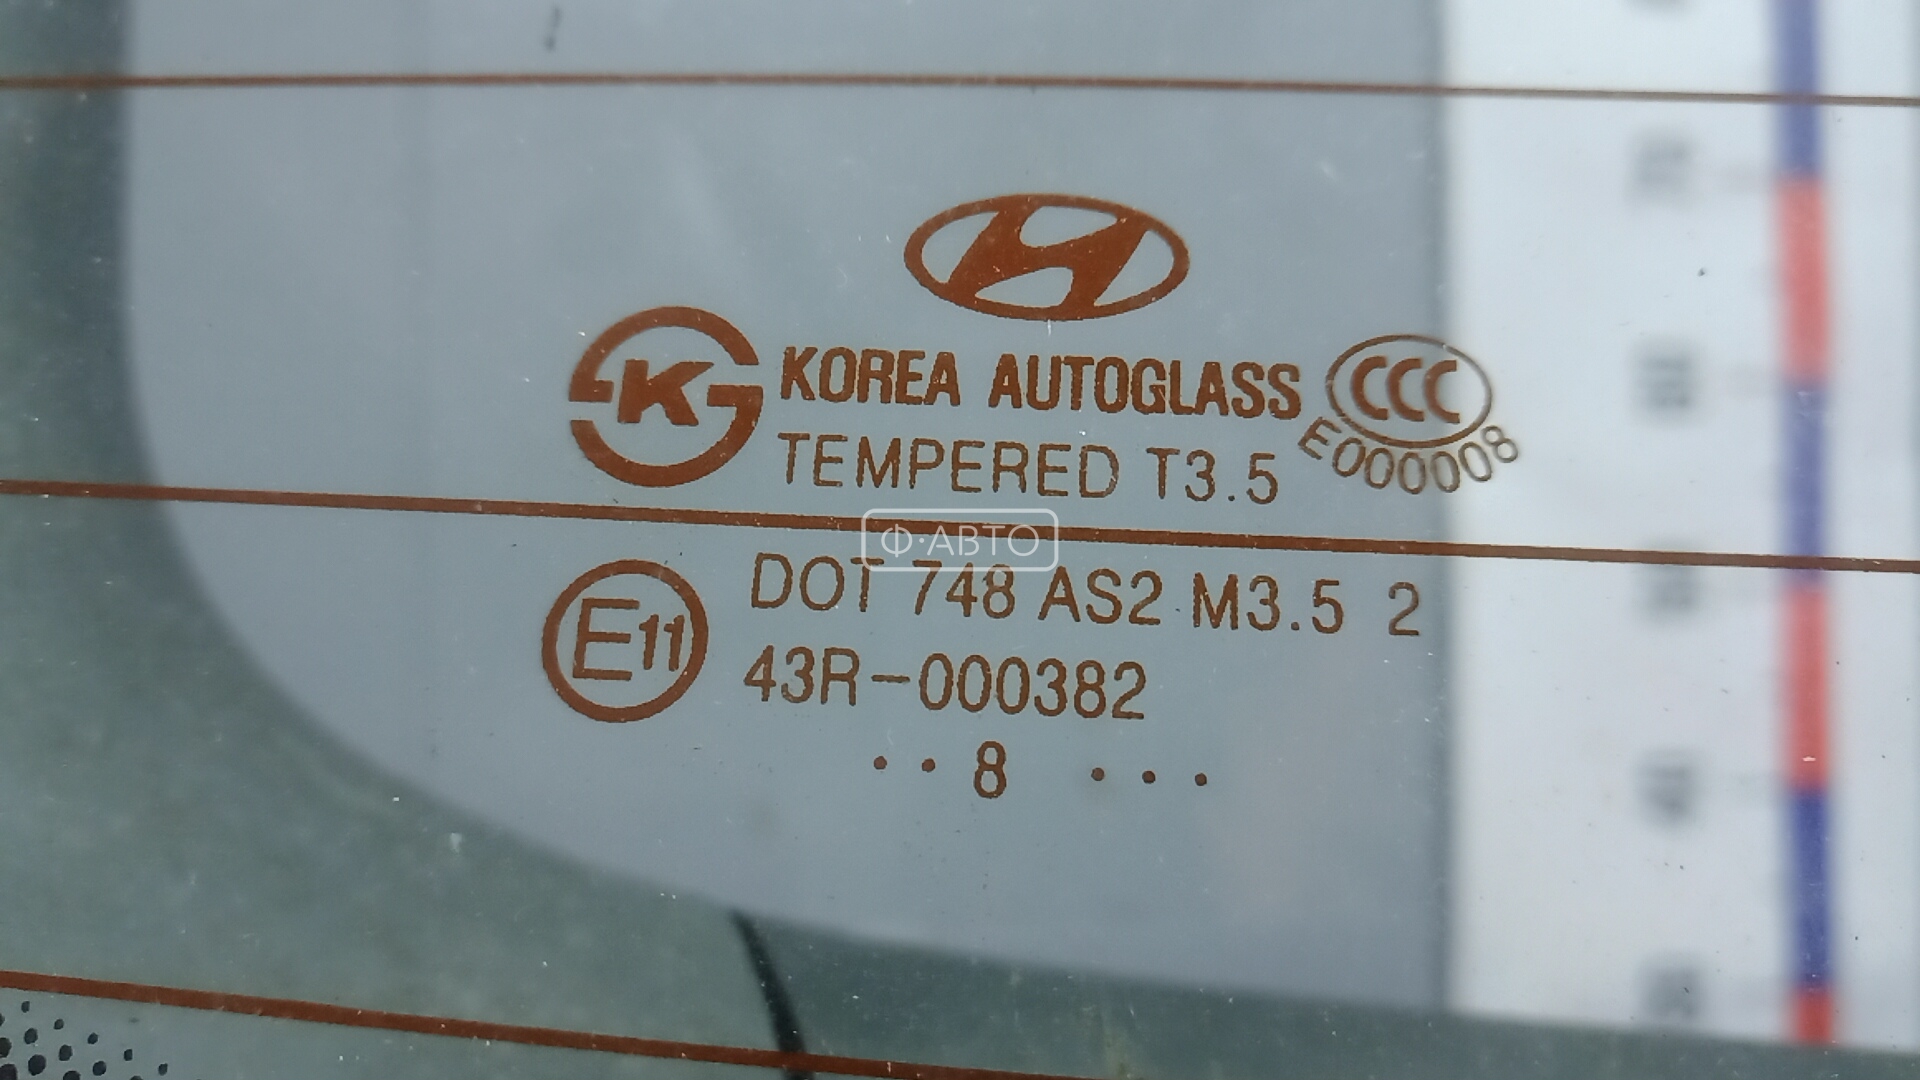 K KOREA AUTOGLASS CCC
TEMPERED T3.5 E000008
Ф·АВТО
E11 DOT 748 AS2 M3.5 2
43R-000382
··8 ···